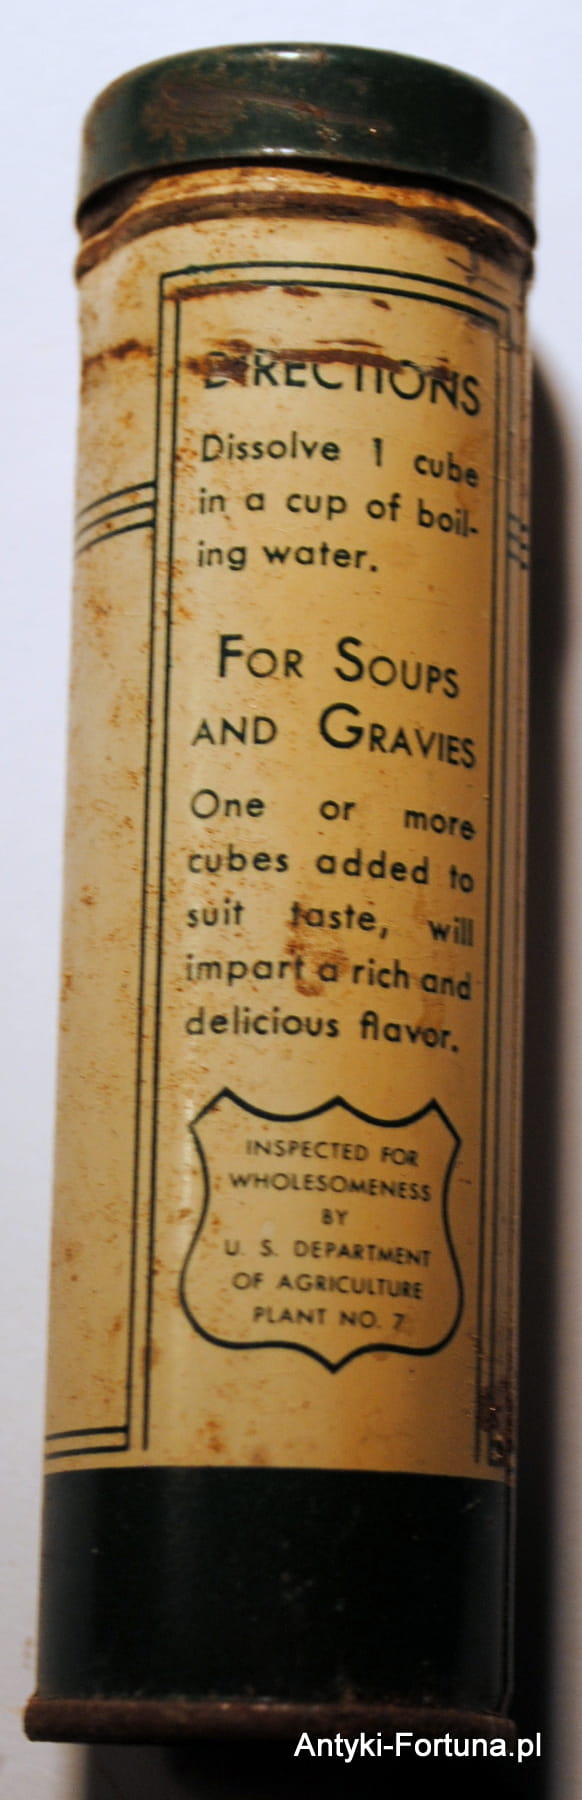 DIRECTIONS
Dissolve 1 cube
in a cup of boil-
ing water.
FOR SOUPS
AND GRAVIES
One or more
cubes added to
suit taste, will
impart a rich and
delicious flavor.
INSPECTED FOR
WHOLESOMENESS
BY
U. S. DEPARTMENT
OF AGRICULTURE
PLANT NO. 7
Antyki-Fortuna.pl